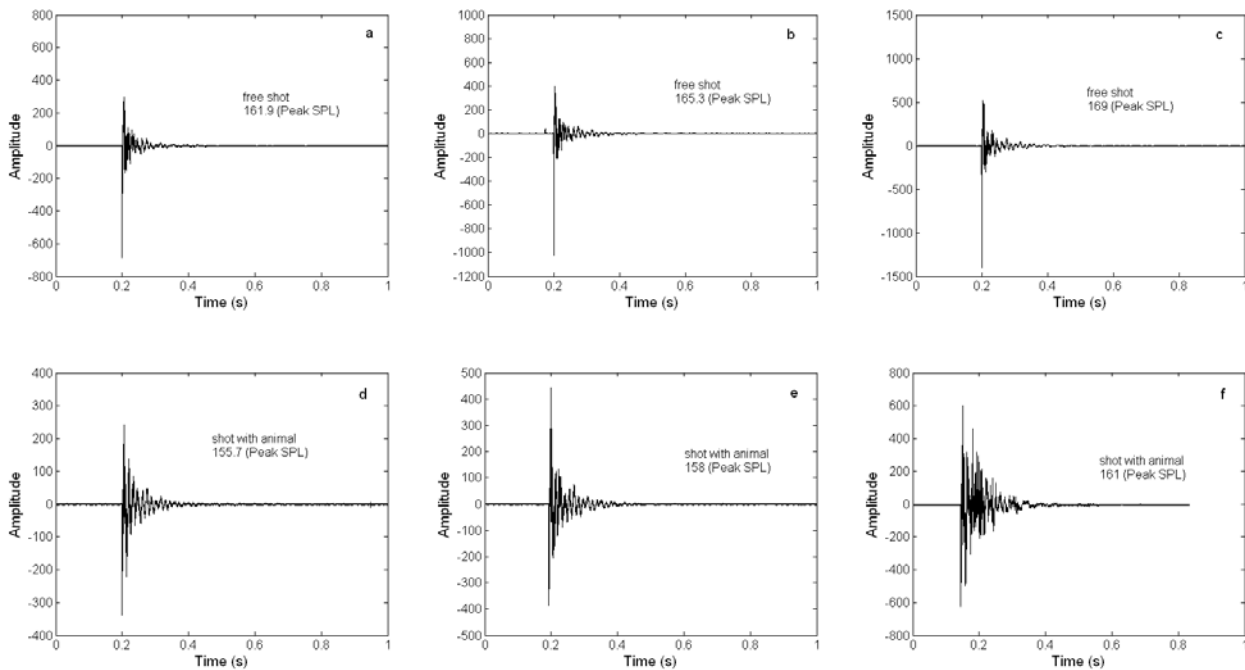 a
free shot
161.9 (Peak SPL)
800
600
400
200
0
-200
-400
-600
-800
Amplitude
0 0.2 0.4 0.6 0.8 1
Time (s)
b
free shot
165.3 (Peak SPL)
1000
800
600
400
200
0
-200
-400
-600
-800
-1000
-1200
Amplitude
0 0.2 0.4 0.6 0.8 1
Time (s)
c
free shot
169 (Peak SPL)
1500
1000
500
0
-500
-1000
-1500
Amplitude
0 0.2 0.4 0.6 0.8 1
Time (s)
d
shot with animal
155.7 (Peak SPL)
400
300
200
100
0
-100
-200
-300
-400
Amplitude
0 0.2 0.4 0.6 0.8 1
Time (s)
e
shot with animal
158 (Peak SPL)
500
400
300
200
100
0
-100
-200
-300
-400
-500
Amplitude
0 0.2 0.4 0.6 0.8 1
Time (s)
f
shot with animal
161 (Peak SPL)
800
600
400
200
0
-200
-400
-600
-800
Amplitude
0 0.2 0.4 0.6 0.8 1
Time (s)